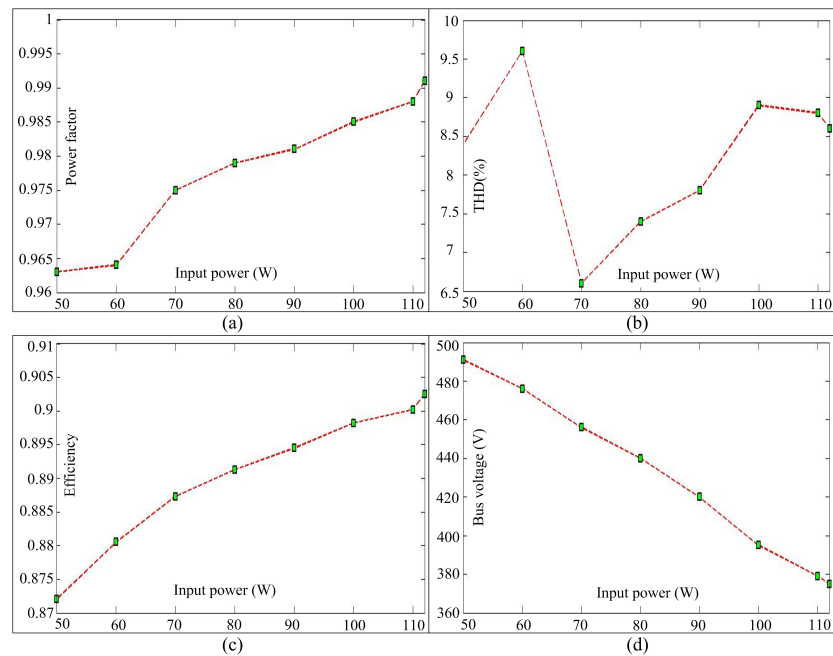 1
0.995
0.99
0.985
0.98
0.975
0.97
0.965
0.96
Power factor
Input power (W)
50 60 70 80 90 100 110
(a)
10
9.5
9
8.5
8
7.5
7
6.5
THD(%)
Input power (W)
50 60 70 80 90 100 110
(b)
0.91
0.905
0.9
0.895
0.89
0.885
0.88
0.875
0.87
Efficiency
Input power (W)
50 60 70 80 90 100 110
(c)
500
480
460
440
420
400
380
360
Bus voltage (V)
Input power (W)
50 60 70 80 90 100 110
(d)